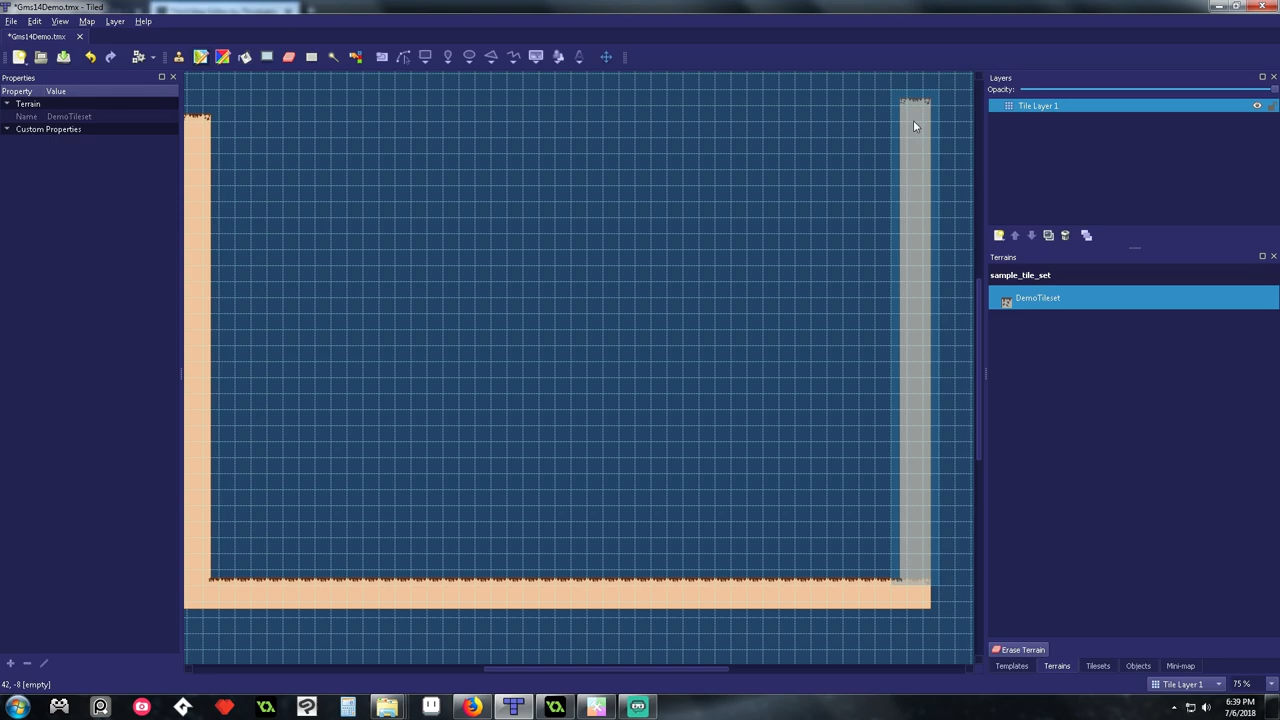 *Gms14Demo.tmx - Tiled
File Edit View Map Layer Help
*Gms14Demo.tmx
Properties
Property Value
Terrain
Name DemoTileset
Custom Properties
Layers
Opacity:
Tile Layer 1
Terrains
sample_tile_set
DemoTileset
Erase Terrain
Templates Terrains Tilesets Objects Mini-map
42, -8 [empty]
Tile Layer 1 75%
6:39 PM
7/6/2018